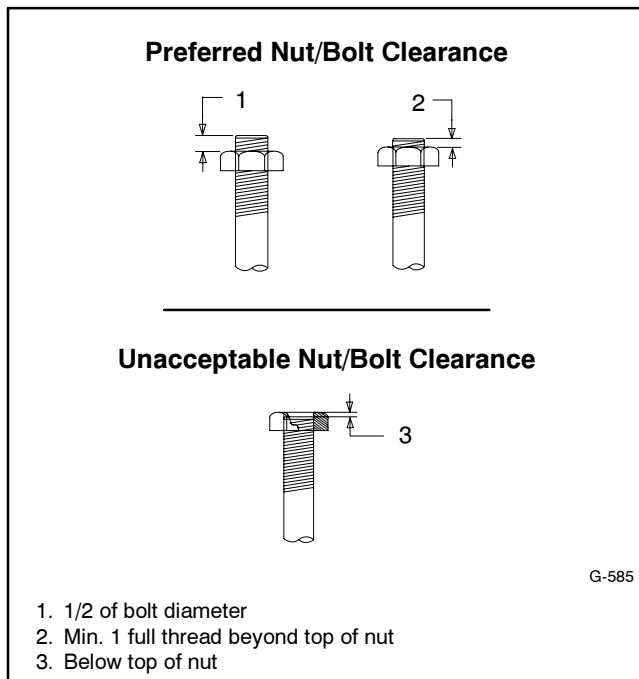 Preferred Nut/Bolt Clearance
1
2
Unacceptable Nut/Bolt Clearance
3
G-585
1. 1/2 of bolt diameter
2. Min. 1 full thread beyond top of nut
3. Below top of nut